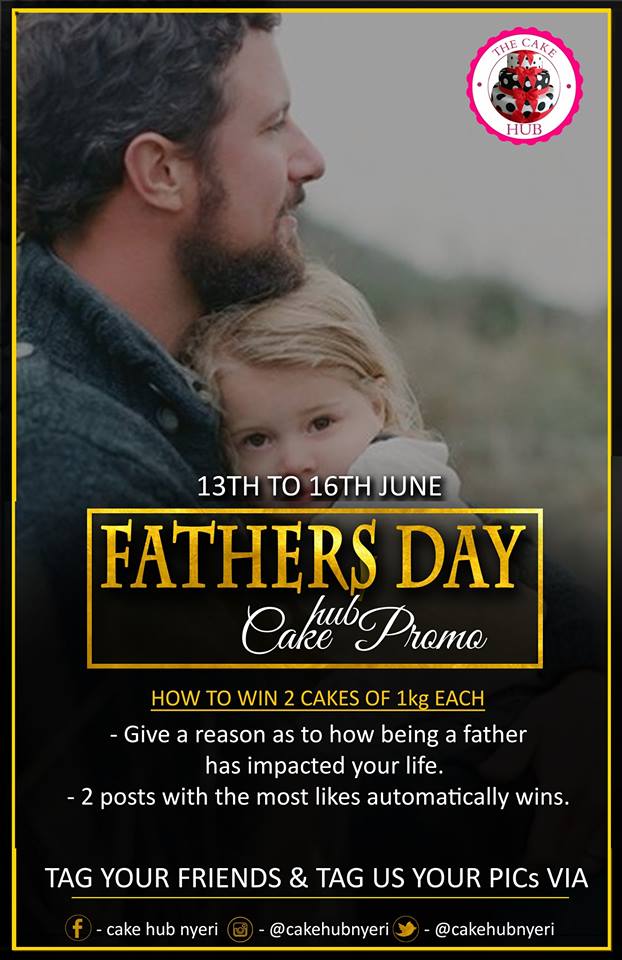 THE CAKE
HUB
13TH TO 16TH JUNE
FATHERS DAY
Cake hub Promo
HOW TO WIN 2 CAKES OF 1kg EACH
- Give a reason as to how being a father
has impacted your life.
- 2 posts with the most likes automatically wins.
TAG YOUR FRIENDS & TAG US YOUR PICs VIA
- cake hub nyeri - @cakehubnyeri - @cakehubnyeri